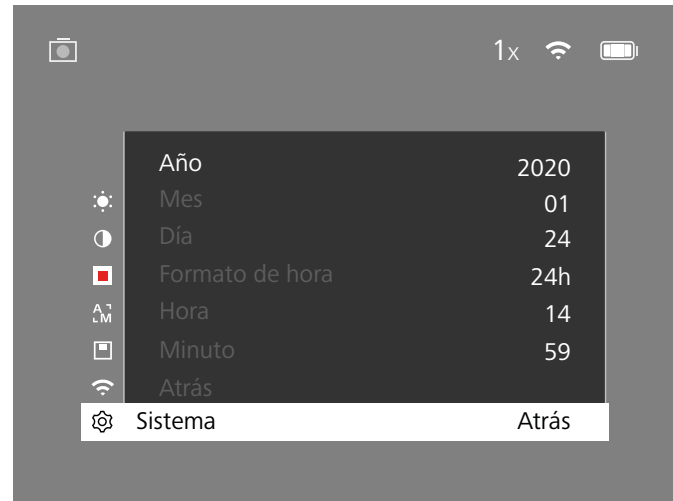 1x
Año 2020
Mes 01
Día 24
Formato de hora 24h
Hora 14
Minuto 59
Atrás
Sistema Atrás